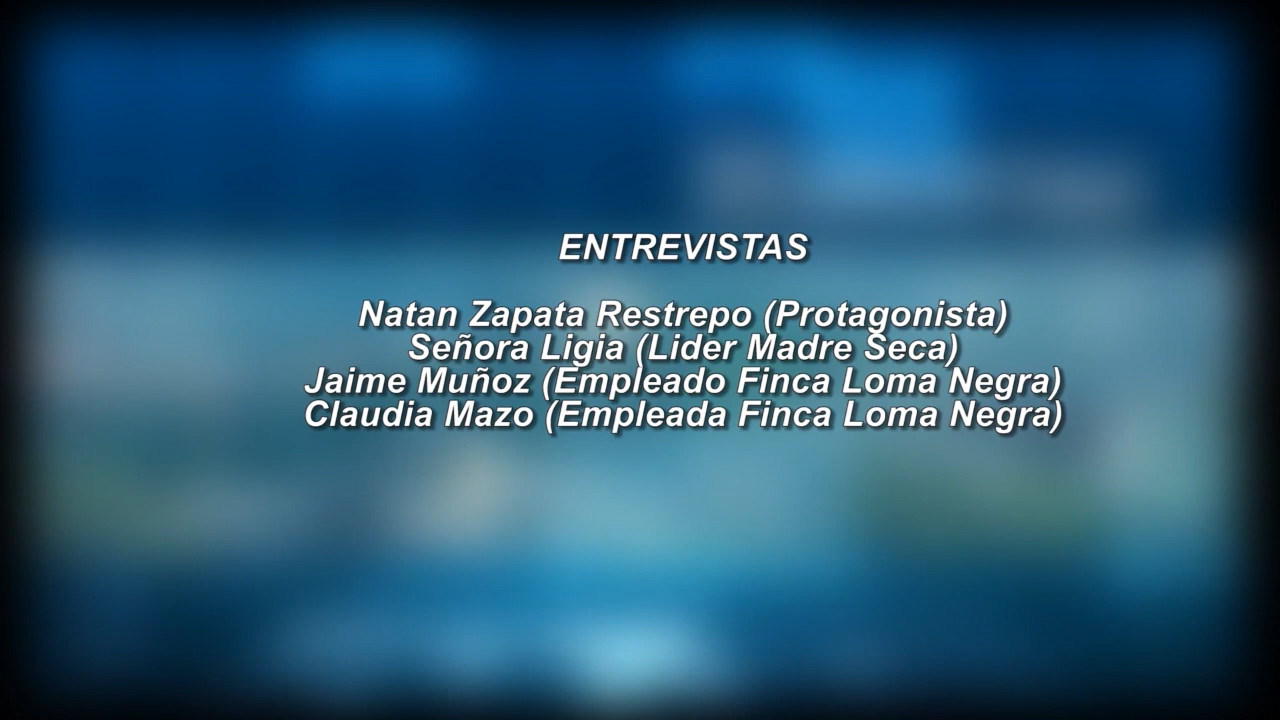 ENTREVISTAS
Natan Zapata Restrepo (Protagonista)
Señora Ligia (Lider Madre Seca)
Jaime Muñoz (Empleado Finca Loma Negra)
Claudia Mazo (Empleada Finca Loma Negra)